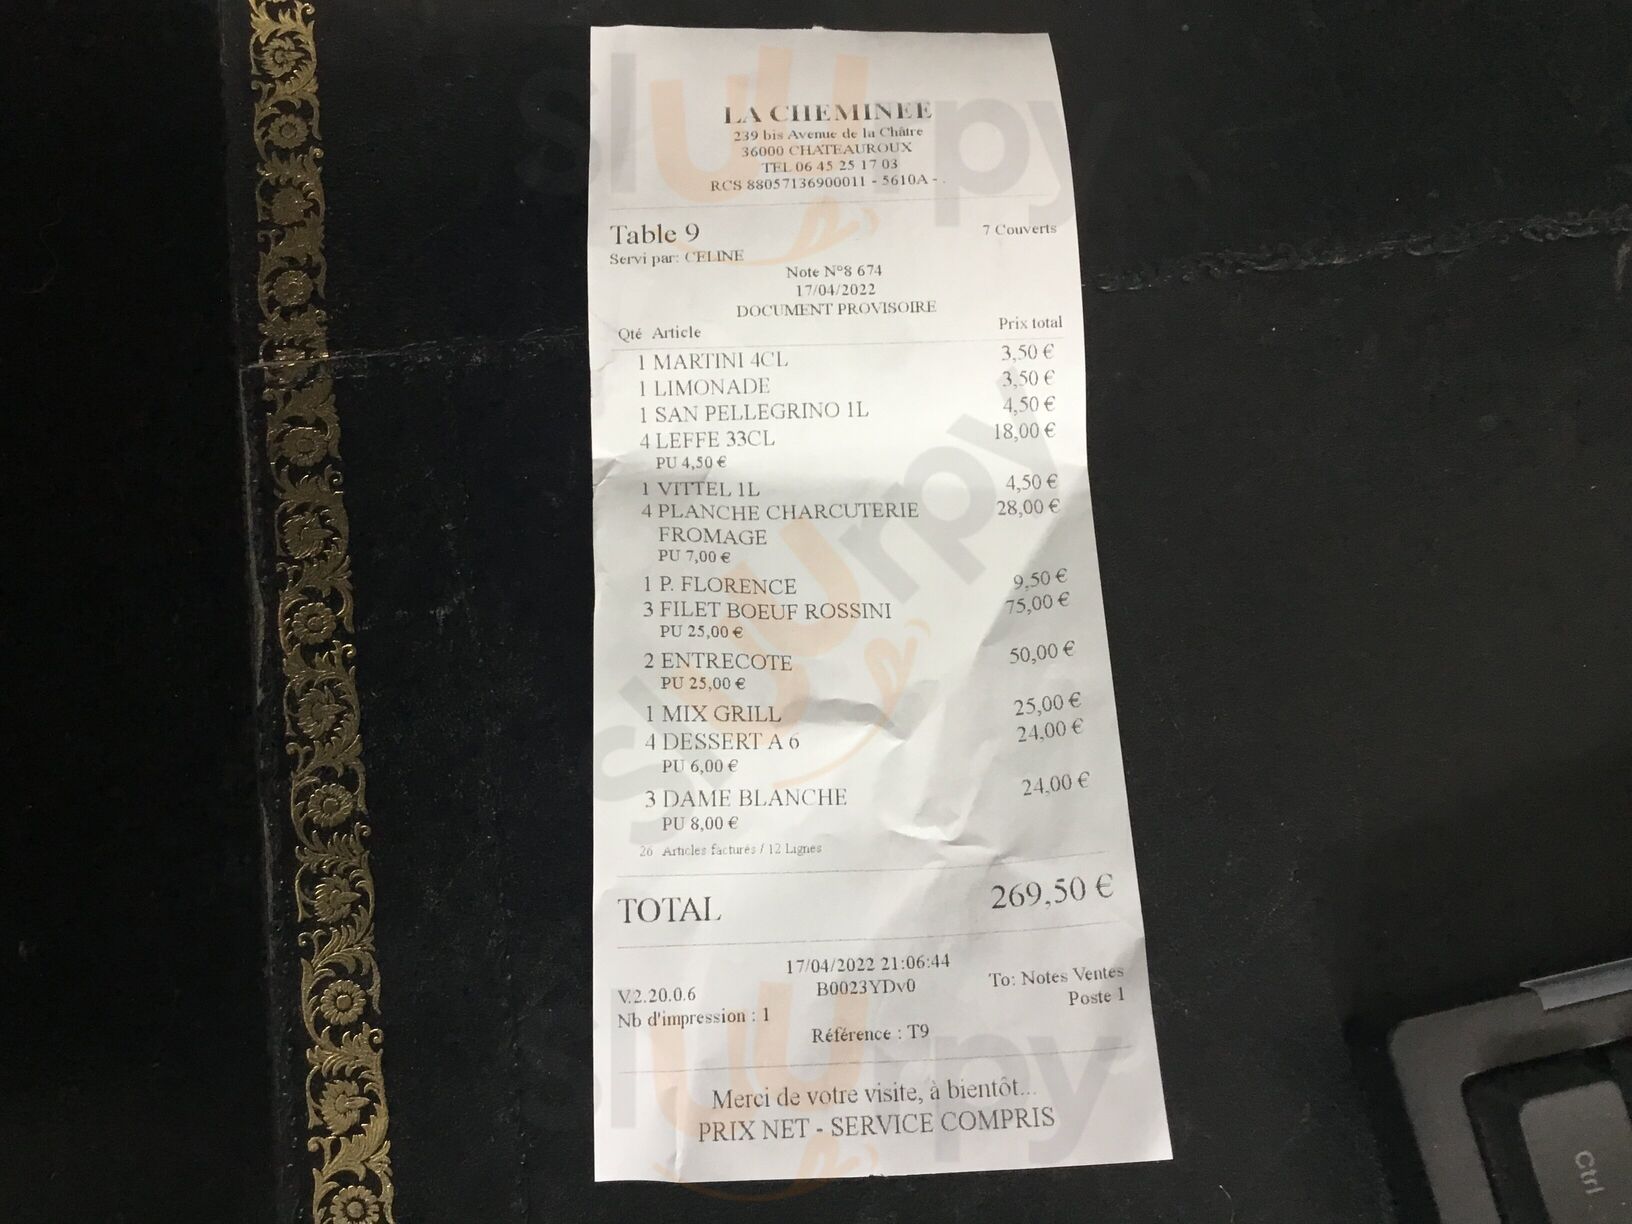 LA CHEMINEE
239 bis Avenue de la Châtre
36000 CHATEAUROUX
TEL 06 45 25 17 03
RCS 88057136900011 - 5610A - .
Table 9 7 Couverts
Servi par: CELINE
Note N°8 674
17/04/2022
DOCUMENT PROVISOIRE
Qté Article Prix total
1 MARTINI 4CL 3,50 €
1 LIMONADE 3,50 €
1 SAN PELLEGRINO 1L 4,50 €
4 LEFFE 33CL 18,00 €
PU 4,50 €
1 VITTEL 1L 4,50 €
4 PLANCHE CHARCUTERIE 28,00 €
FROMAGE
PU 7,00 €
1 P. FLORENCE 9,50 €
3 FILET BOEUF ROSSINI 75,00 €
PU 25,00 €
2 ENTRECOTE 50,00 €
PU 25,00 €
1 MIX GRILL 25,00 €
4 DESSERT A 6 24,00 €
PU 6,00 €
3 DAME BLANCHE 24,00 €
PU 8,00 €
26 Articles facturés / 12 Lignes
TOTAL 269,50 €
17/04/2022 21:06:44
V.2.20.0.6 B0023YDv0 To: Notes Ventes
Nb d'impression : 1 Poste 1
Référence : T9
Merci de votre visite, à bientôt...
PRIX NET - SERVICE COMPRIS
Ctrl
slurpy
slurpy
slurpy